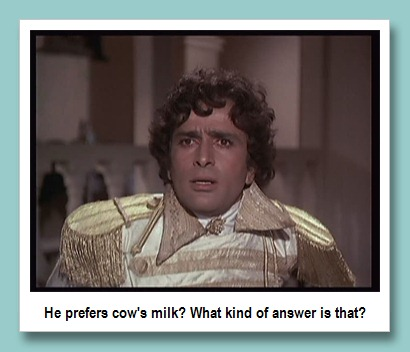 He prefers cow's milk? What kind of answer is that?